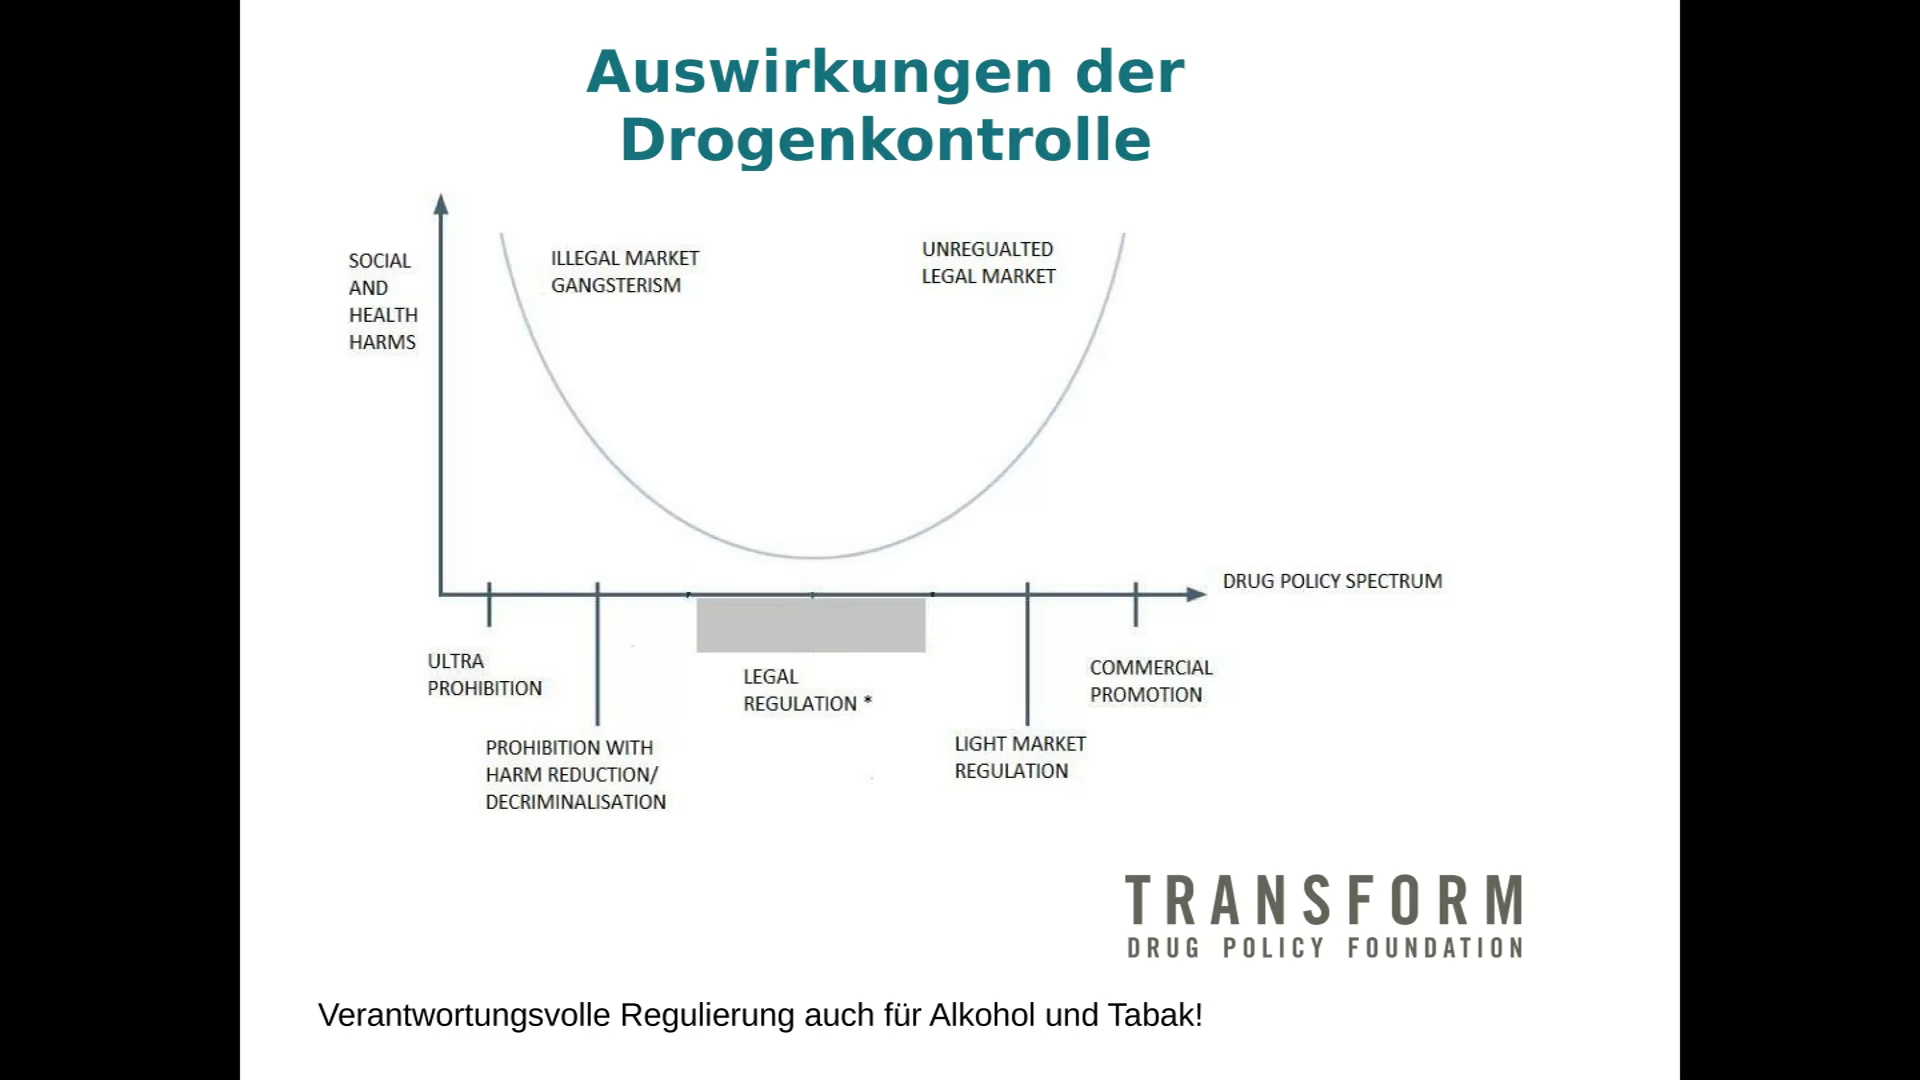 Auswirkungen der
Drogenkontrolle
SOCIAL
AND
HEALTH
HARMS
ILLEGAL MARKET
GANGSTERISM
UNREGUALTED
LEGAL MARKET
DRUG POLICY SPECTRUM
ULTRA
PROHIBITION
PROHIBITION WITH
HARM REDUCTION/
DECRIMINALISATION
LEGAL
REGULATION *
LIGHT MARKET
REGULATION
COMMERCIAL
PROMOTION
TRANSFORM
DRUG POLICY FOUNDATION
Verantwortungsvolle Regulierung auch für Alkohol und Tabak!